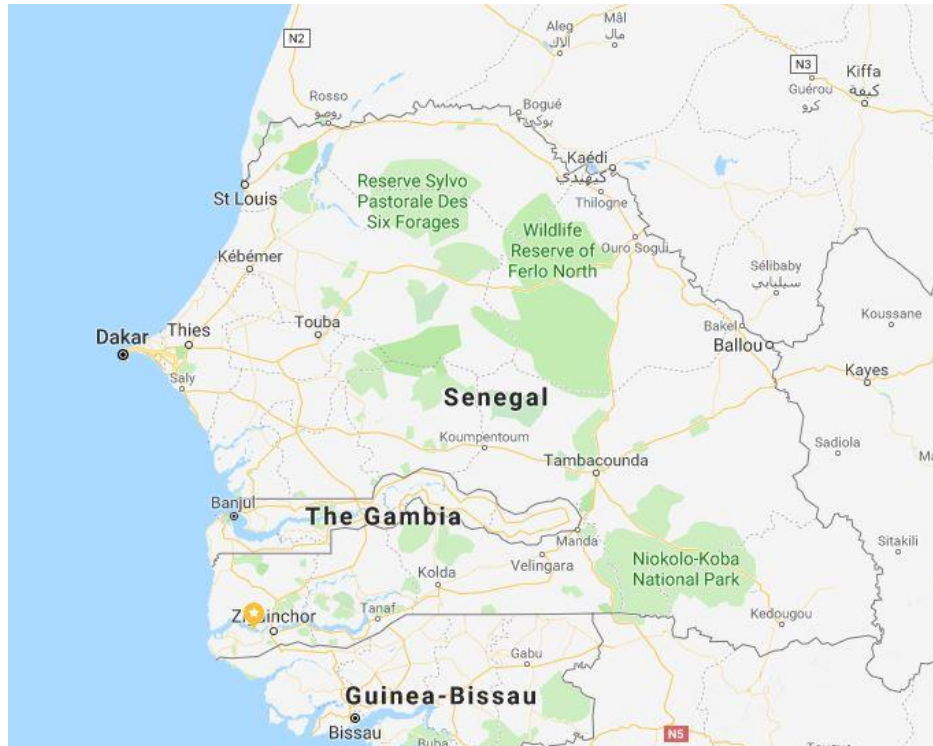 N2
Aleg
ألاك
Mâl
مال
N3
Kiffa
كيفة
Guérou
كرو
Rosso
روصو
Bogué
بوكي
Kaédi
كيهيدي
Thilogne
St Louis
Reserve Sylvo
Pastorale Des
Six Forages
Wildlife
Reserve of
Ferlo North
Ouro Sogui
Kébémer
Sélibaby
سيليبابي
Koussane
Dakar
Thies
Touba
Bakel
Ballou
Saly
Kayes
Senegal
Koumpentoum
Sadiola
Tambacounda
Ma
Banjul
The Gambia
Manda
Sitakili
Velingara
Niokolo-Koba
National Park
Kolda
Tanaf
Kedougou
inchor
Gabu
Guinea-Bissau
Bissau
Buba
N5